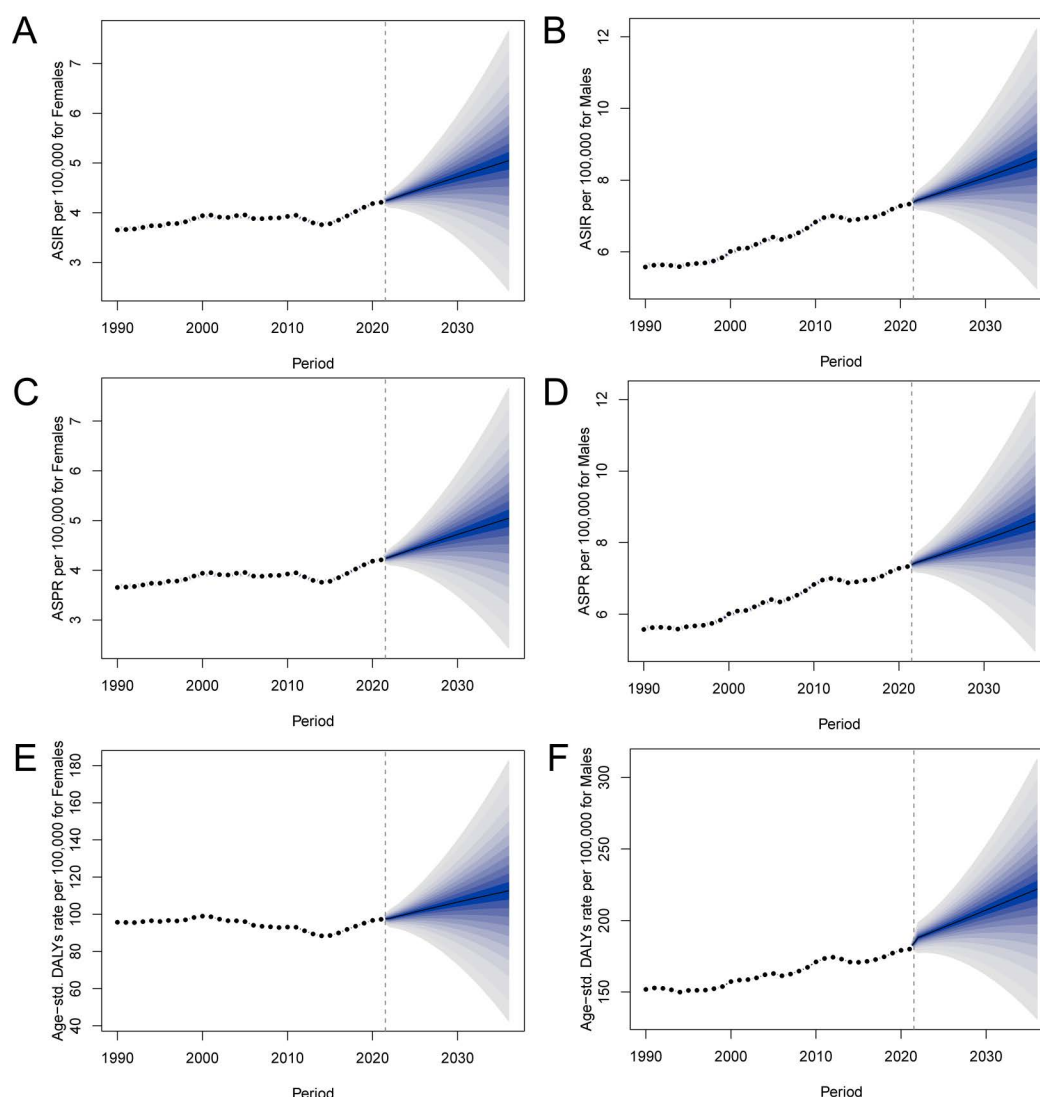 A
ASIR per 100,000 for Females
7
6
5
4
3
1990 2000 2010 2020 2030
Period
B
ASIR per 100,000 for Males
12
10
8
6
1990 2000 2010 2020 2030
Period
C
ASPR per 100,000 for Females
7
6
5
4
3
1990 2000 2010 2020 2030
Period
D
ASPR per 100,000 for Males
12
10
8
6
1990 2000 2010 2020 2030
Period
E
Age−std. DALYs rate per 100,000 for Females
180
160
140
120
100
80
60
40
1990 2000 2010 2020 2030
Period
F
Age−std. DALYs rate per 100,000 for Males
300
250
200
150
1990 2000 2010 2020 2030
Period